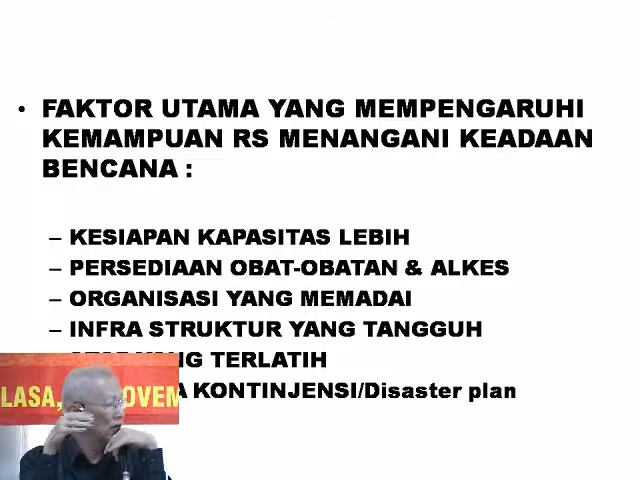 • FAKTOR UTAMA YANG MEMPENGARUHI
KEMAMPUAN RS MENANGANI KEADAAN
BENCANA :
– KESIAPAN KAPASITAS LEBIH
– PERSEDIAAN OBAT-OBATAN & ALKES
– ORGANISASI YANG MEMADAI
– INFRA STRUKTUR YANG TANGGUH
TERLATIH
KONTINJENSI/Disaster plan
LASA,